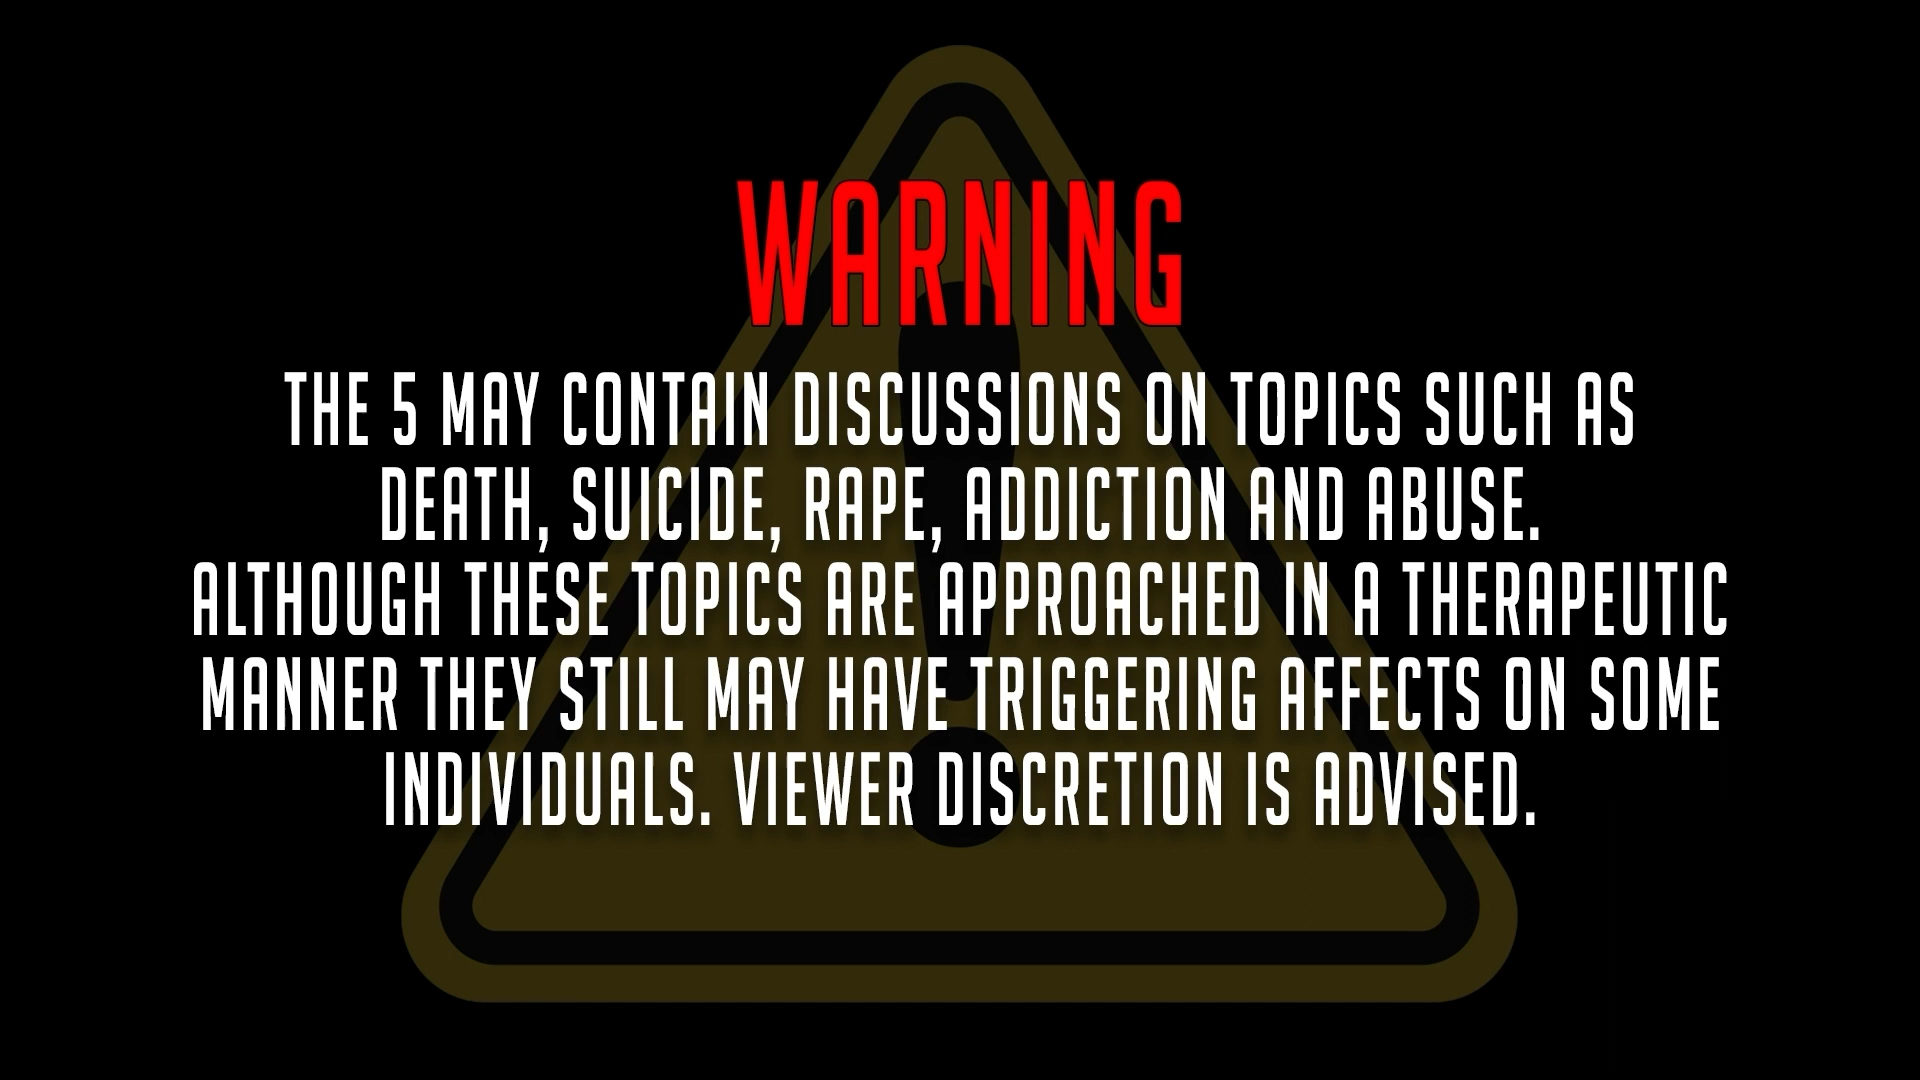 WARNING
THE 5 MAY CONTAIN DISCUSSIONS ON TOPICS SUCH AS
DEATH, SUICIDE, RAPE, ADDICTION AND ABUSE.
ALTHOUGH THESE TOPICS ARE APPROACHED IN A THERAPEUTIC
MANNER THEY STILL MAY HAVE TRIGGERING AFFECTS ON SOME
INDIVIDUALS. VIEWER DISCRETION IS ADVISED.